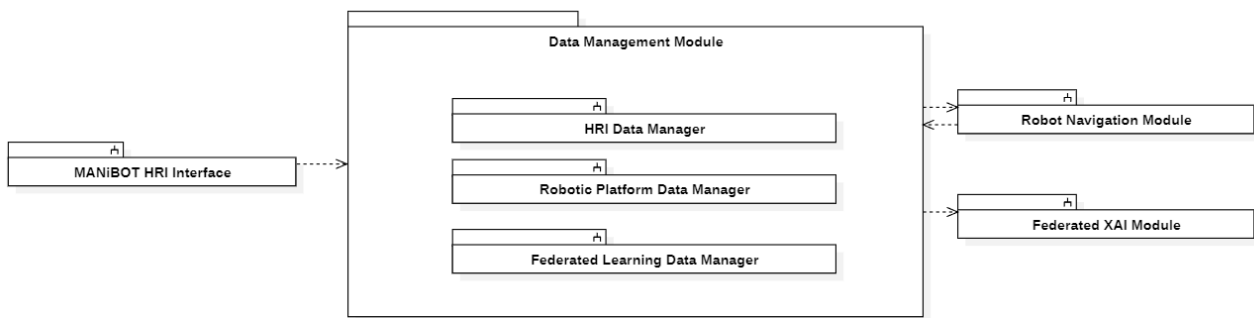 Data Management Module
HRI Data Manager
Robot Navigation Module
MANiBOT HRI Interface
Robotic Platform Data Manager
Federated XAI Module
Federated Learning Data Manager